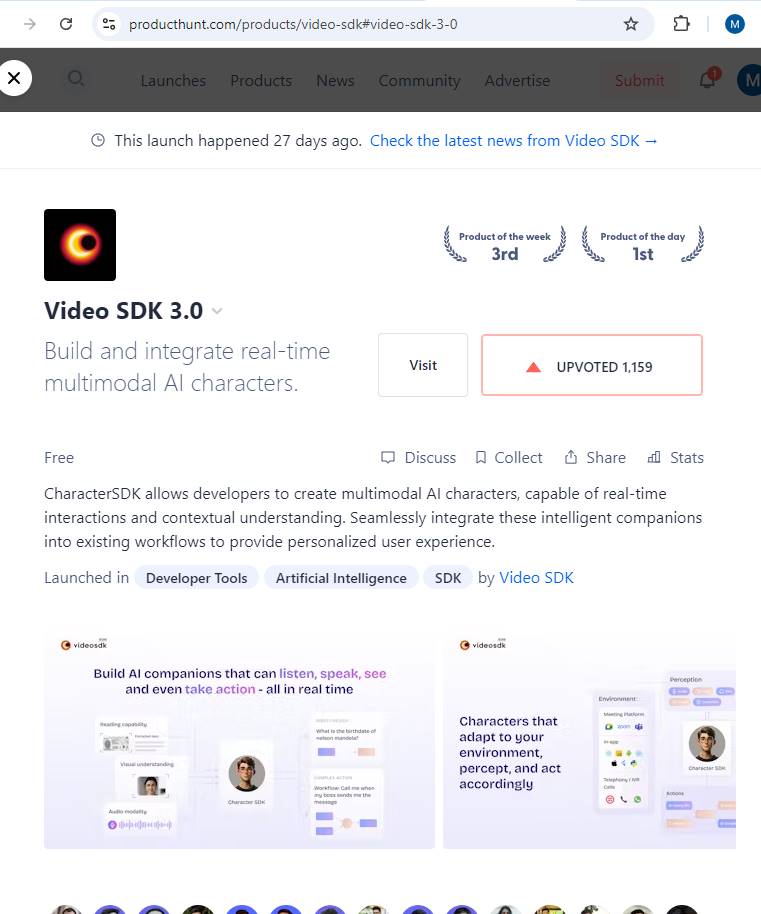 producthunt.com/products/video-sdk#video-sdk-3-0
M
Launches Products News Community Advertise Submit 1 M
This launch happened 27 days ago. Check the latest news from Video SDK →
Product of the week
3rd
Product of the day
1st
Video SDK 3.0
Build and integrate real-time
multimodal AI characters.
Visit
UPVOTED 1,159
Free
Discuss Collect Share Stats
CharacterSDK allows developers to create multimodal AI characters, capable of real-time
interactions and contextual understanding. Seamlessly integrate these intelligent companions
into existing workflows to provide personalized user experience.
Launched in Developer Tools Artificial Intelligence SDK by Video SDK
videosdk
Build AI companions that can listen, speak, see
and even take action - all in real time
Reading capability
Visual understanding
Audio modality
Character SDK
What is the birthdate of
nelson mandela?
COMPLEX ACTION
Workflow: Call me when
my boss sends me the
message
videosdk
Characters that
adapt to your
environment,
percept, and act
accordingly
Environment:
Meeting Platform
zoom
In-app
Telephony / IVR
Calls
Perception
Character SDK
Actions